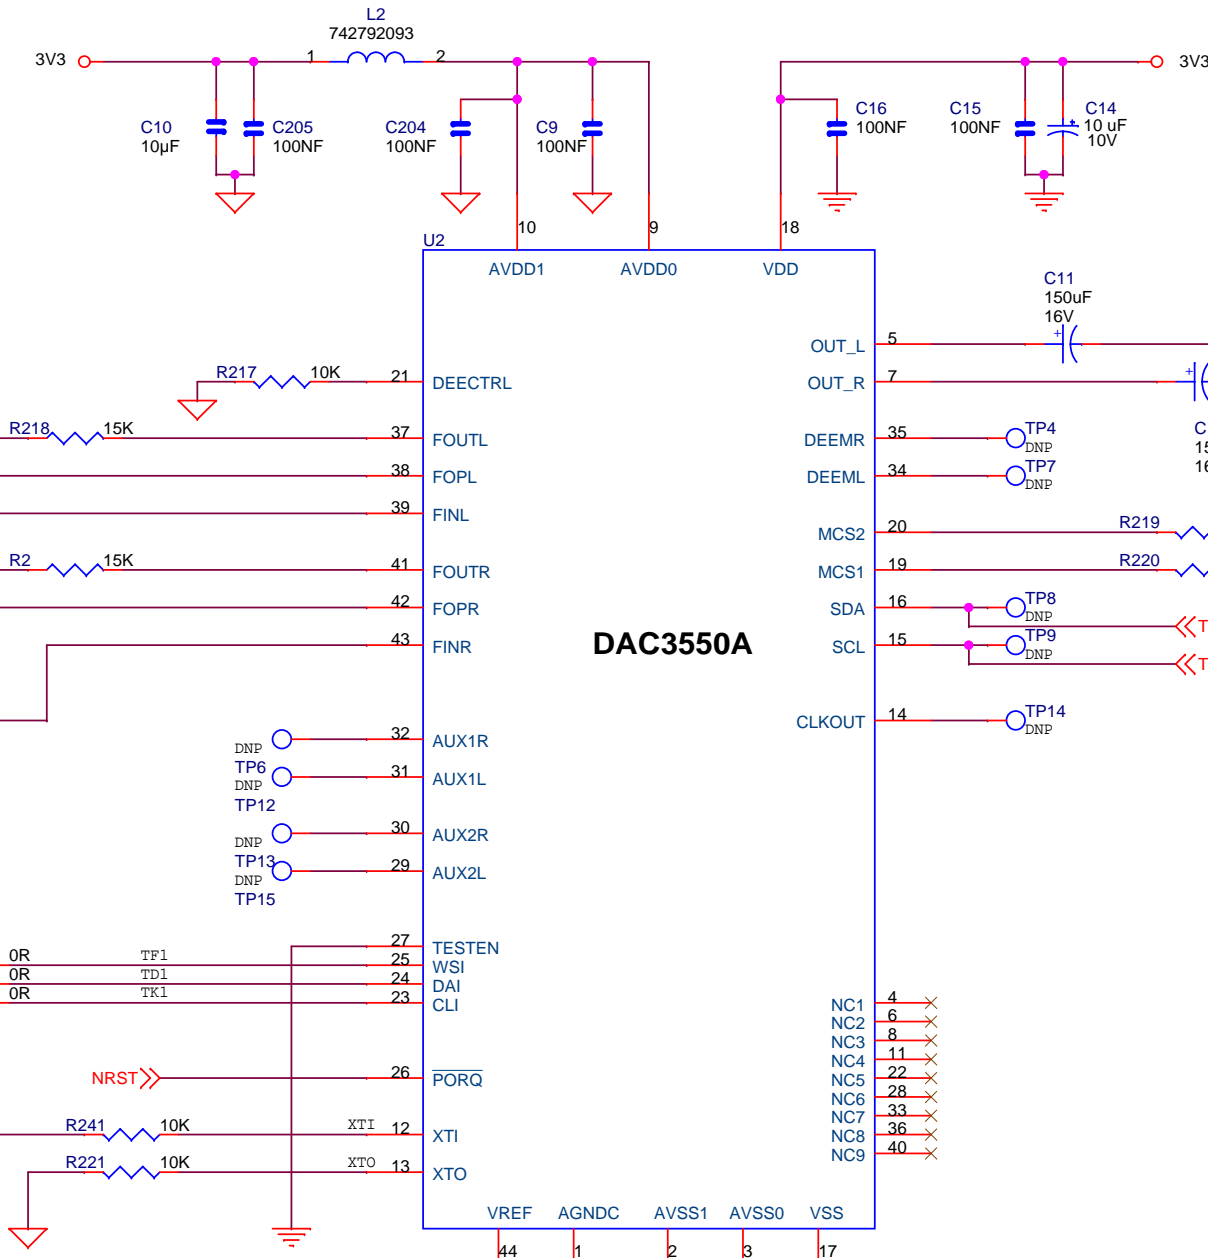 L2
742792093
3V3
1
2
3V3
C10
10µF
C205
100NF
C204
100NF
C9
100NF
C16
100NF
C15
100NF
C14
10 uF
10V
U2
10
9
18
AVDD1
AVDD0
VDD
C11
150uF
16V
OUT_L
5
R217
10K
21
DEECTRL
OUT_R
7
R218
15K
37
FOUTL
DEEMR
35
TP4
DNP
38
FOPL
DEEML
34
TP7
DNP
39
FINL
MCS2
20
R219
R2
15K
41
FOUTR
MCS1
19
R220
42
FOPR
SDA
16
TP8
DNP
43
FINR
DAC3550A
SCL
15
TP9
DNP
CLKOUT
14
TP14
DNP
DNP
32
AUX1R
TP6
DNP
31
AUX1L
TP12
DNP
30
AUX2R
TP13
DNP
29
AUX2L
TP15
27
TESTEN
0R
TF1
25
WSI
0R
TD1
24
DAI
0R
TK1
23
CLI
NC1
4
NC2
6
NC3
8
NC4
11
NC5
22
NC6
28
NC7
33
NC8
36
NC9
40
NRST
26
PORQ
R241
10K
XTI
12
XTI
R221
10K
XTO
13
XTO
VREF
AGNDC
AVSS1
AVSS0
VSS
44
1
2
3
17